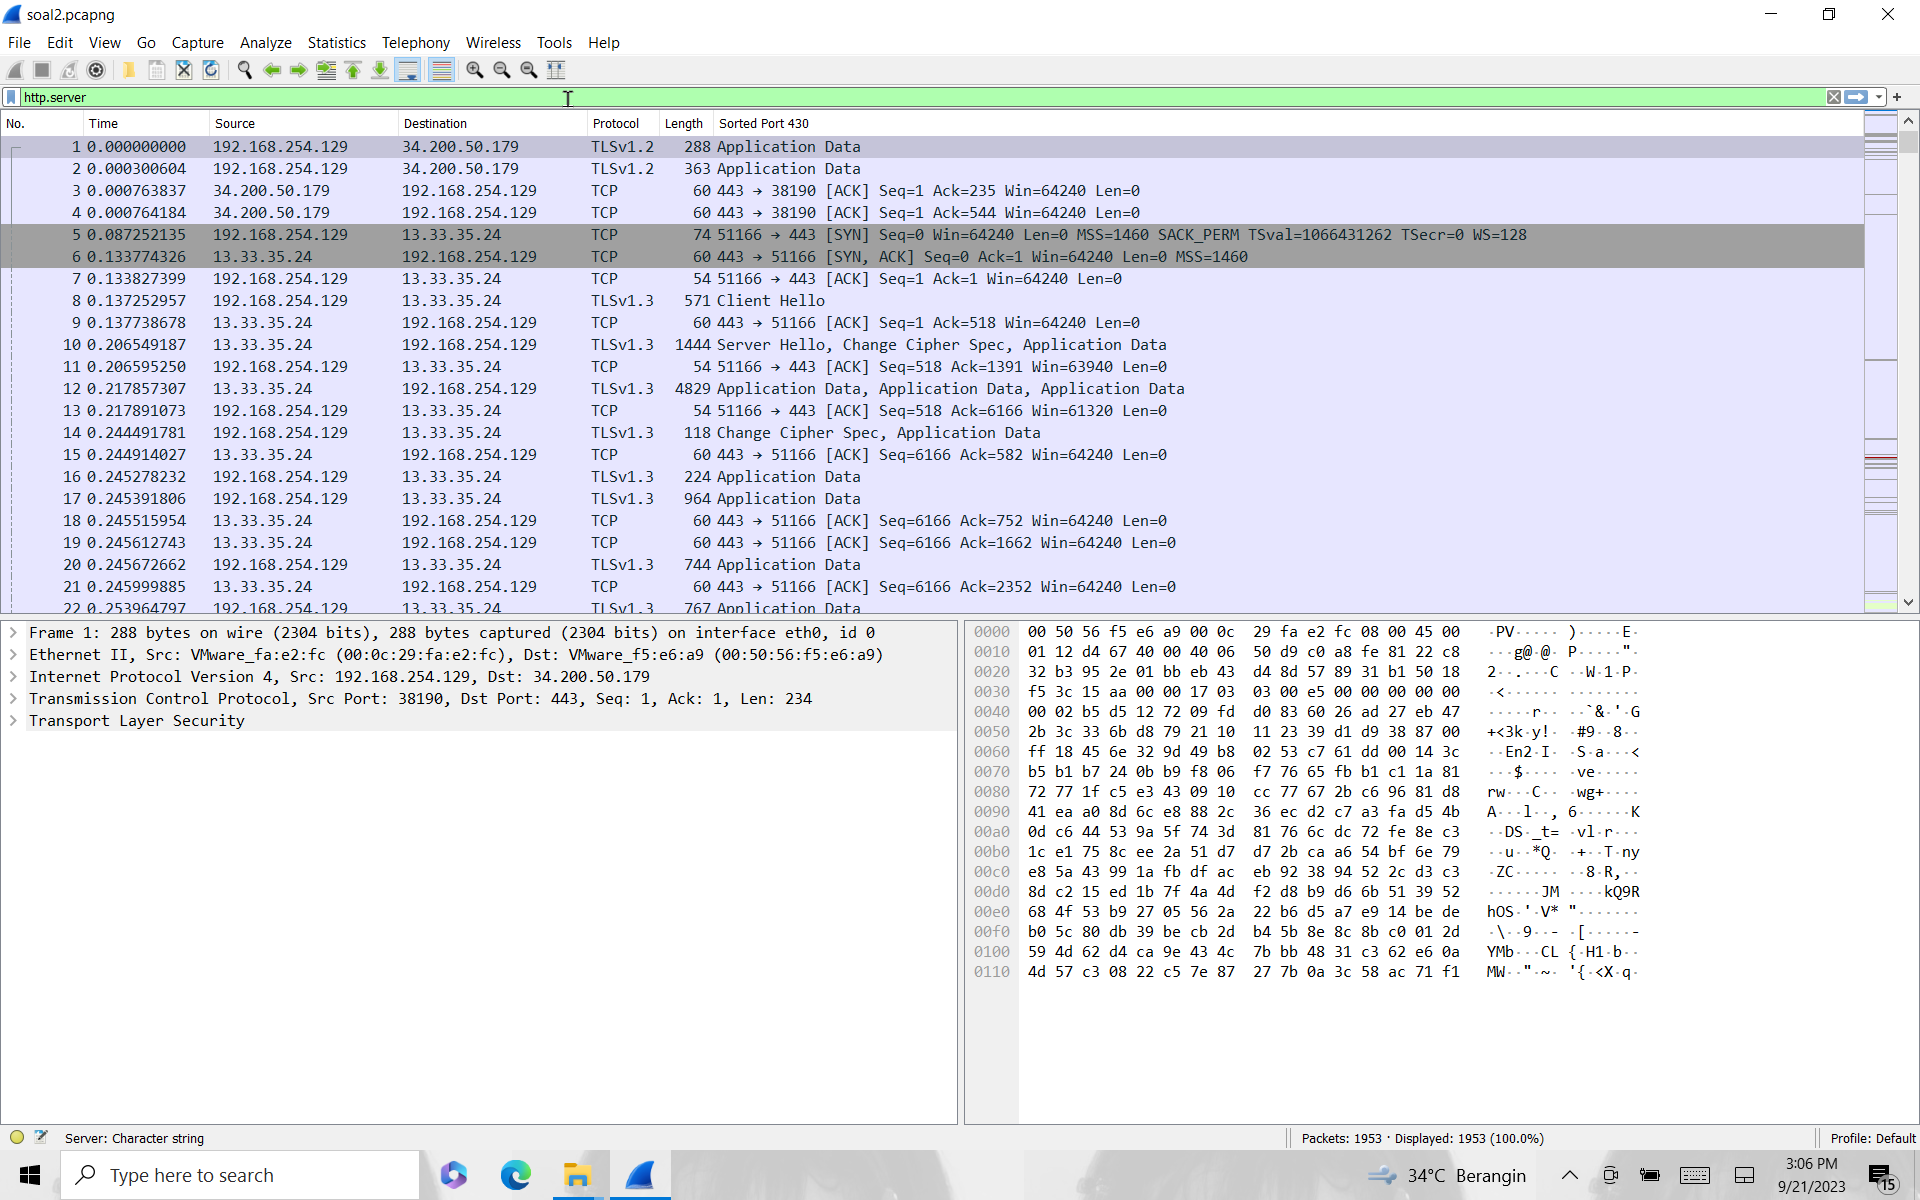 soal2.pcapng
File Edit View Go Capture Analyze Statistics Telephony Wireless Tools Help
http.server
No. Time Source Destination Protocol Length Sorted Port 430
1 0.000000000 192.168.254.129 34.200.50.179 TLSv1.2 288 Application Data
2 0.000300604 192.168.254.129 34.200.50.179 TLSv1.2 363 Application Data
3 0.000763837 34.200.50.179 192.168.254.129 TCP 60 443 → 38190 [ACK] Seq=1 Ack=235 Win=64240 Len=0
4 0.000764184 34.200.50.179 192.168.254.129 TCP 60 443 → 38190 [ACK] Seq=1 Ack=544 Win=64240 Len=0
5 0.087252135 192.168.254.129 13.33.35.24 TCP 74 51166 → 443 [SYN] Seq=0 Win=64240 Len=0 MSS=1460 SACK_PERM TSval=1066431262 TSecr=0 WS=128
6 0.133774326 13.33.35.24 192.168.254.129 TCP 60 443 → 51166 [SYN, ACK] Seq=0 Ack=1 Win=64240 Len=0 MSS=1460
7 0.133827399 192.168.254.129 13.33.35.24 TCP 54 51166 → 443 [ACK] Seq=1 Ack=1 Win=64240 Len=0
8 0.137252957 192.168.254.129 13.33.35.24 TLSv1.3 571 Client Hello
9 0.137738678 13.33.35.24 192.168.254.129 TCP 60 443 → 51166 [ACK] Seq=1 Ack=518 Win=64240 Len=0
10 0.206549187 13.33.35.24 192.168.254.129 TLSv1.3 1444 Server Hello, Change Cipher Spec, Application Data
11 0.206595250 192.168.254.129 13.33.35.24 TCP 54 51166 → 443 [ACK] Seq=518 Ack=1391 Win=63940 Len=0
12 0.217857307 13.33.35.24 192.168.254.129 TLSv1.3 4829 Application Data, Application Data, Application Data
13 0.217891073 192.168.254.129 13.33.35.24 TCP 54 51166 → 443 [ACK] Seq=518 Ack=6166 Win=61320 Len=0
14 0.244491781 192.168.254.129 13.33.35.24 TLSv1.3 118 Change Cipher Spec, Application Data
15 0.244914027 13.33.35.24 192.168.254.129 TCP 60 443 → 51166 [ACK] Seq=6166 Ack=582 Win=64240 Len=0
16 0.245278232 192.168.254.129 13.33.35.24 TLSv1.3 224 Application Data
17 0.245391806 192.168.254.129 13.33.35.24 TLSv1.3 964 Application Data
18 0.245515954 13.33.35.24 192.168.254.129 TCP 60 443 → 51166 [ACK] Seq=6166 Ack=752 Win=64240 Len=0
19 0.245612743 13.33.35.24 192.168.254.129 TCP 60 443 → 51166 [ACK] Seq=6166 Ack=1662 Win=64240 Len=0
20 0.245672662 192.168.254.129 13.33.35.24 TLSv1.3 744 Application Data
21 0.245999885 13.33.35.24 192.168.254.129 TCP 60 443 → 51166 [ACK] Seq=6166 Ack=2352 Win=64240 Len=0
22 0.253964797 192.168.254.129 13.33.35.24 TLSv1.3 767 Application Data
Frame 1: 288 bytes on wire (2304 bits), 288 bytes captured (2304 bits) on interface eth0, id 0
Ethernet II, Src: VMware_fa:e2:fc (00:0c:29:fa:e2:fc), Dst: VMware_f5:e6:a9 (00:50:56:f5:e6:a9)
Internet Protocol Version 4, Src: 192.168.254.129, Dst: 34.200.50.179
Transmission Control Protocol, Src Port: 38190, Dst Port: 443, Seq: 1, Ack: 1, Len: 234
Transport Layer Security
0000 00 50 56 f5 e6 a9 00 0c 29 fa e2 fc 08 00 45 00 ·PV····· )·····E·
0010 01 12 d4 67 40 00 40 06 50 d9 c0 a8 fe 81 22 c8 ···g@·@· P·····"·
0020 32 b3 95 2e 01 bb eb 43 d4 8d 57 89 31 b1 50 18 2··.···C ··W·1·P·
0030 f5 3c 15 aa 00 00 17 03 03 00 e5 00 00 00 00 00 ·<······ ········
0040 00 02 b5 d5 12 72 09 fd d0 83 60 26 ad 27 eb 47 ·····r·· ··`&·'·G
0050 2b 3c 33 6b d8 79 21 10 11 23 39 d1 d9 38 87 00 +<3k·y!· ·#9··8··
0060 ff 18 45 6e 32 9d 49 b8 02 53 c7 61 dd 00 14 3c ··En2·I· ·S·a···<
0070 b5 b1 b7 24 0b b9 f8 06 f7 76 65 fb b1 c1 1a 81 ···$···· ·ve·····
0080 72 77 1f c5 e3 43 09 10 cc 77 67 2b c6 96 81 d8 rw···C·· ·wg+····
0090 41 ea a0 8d 6c e8 88 2c 36 ec d2 c7 a3 fa d5 4b A···l··, 6······K
00a0 0d c6 44 53 9a 5f 74 3d 81 76 6c dc 72 fe 8e c3 ··DS·_t= ·vl·r···
00b0 1c e1 75 8c ee 2a 51 d7 d7 2b ca a6 54 bf 6e 79 ··u··*Q· ·+··T·ny
00c0 e8 5a 43 99 1a fb df ac eb 92 38 94 52 2c d3 c3 ·ZC····· ··8·R,··
00d0 8d c2 15 ed 1b 7f 4a 4d f2 d8 b9 d6 6b 51 39 52 ······JM ····kQ9R
00e0 68 4f 53 b9 27 05 56 2a 22 b6 d5 a7 e9 14 be de hOS·'·V* "·······
00f0 b0 5c 80 db 39 be cb 2d b4 5b 8e 8c 8b c0 01 2d ·\··9··- ·[·····-
0100 59 4d 62 d4 ca 9e 43 4c 7b bb 48 31 c3 62 e6 0a YMb···CL {·H1·b··
0110 4d 57 c3 08 22 c5 7e 87 27 7b 0a 3c 58 ac 71 f1 MW··"·~· '{·<X·q·
Server: Character string
Packets: 1953 · Displayed: 1953 (100.0%)
Profile: Default
Type here to search
34°C Berangin
3:06 PM
9/21/2023
15